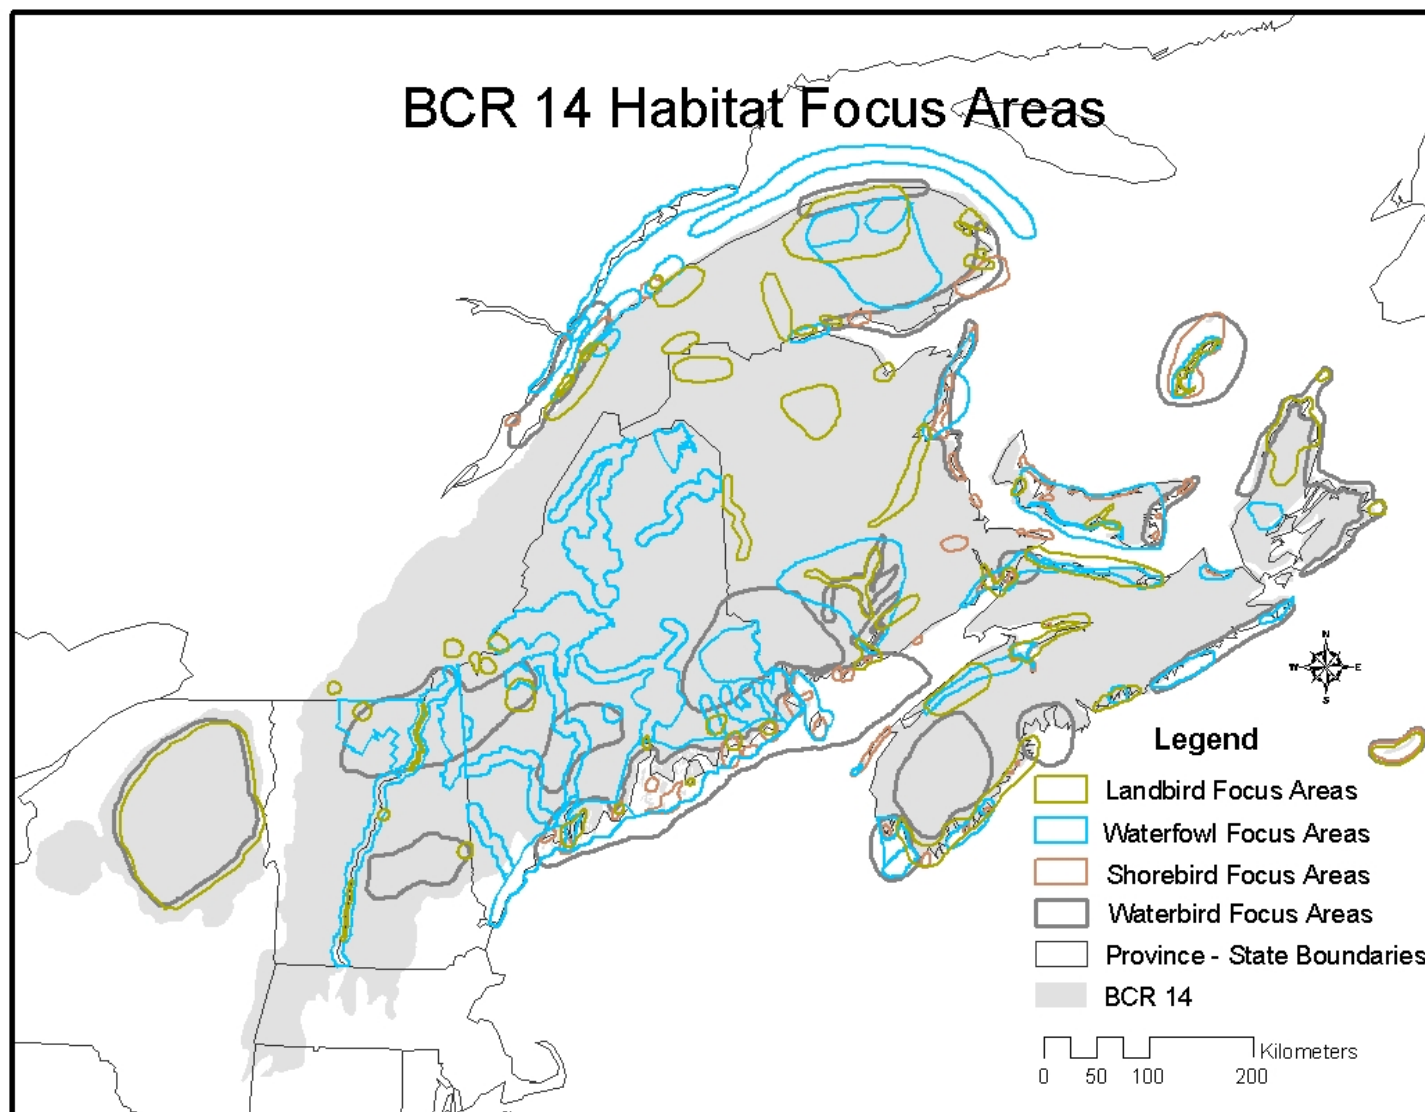 BCR 14 Habitat Focus Areas
N
W E
S
Legend
Landbird Focus Areas
Waterfowl Focus Areas
Shorebird Focus Areas
Waterbird Focus Areas
Province - State Boundaries
BCR 14
Kilometers
0 50 100 200